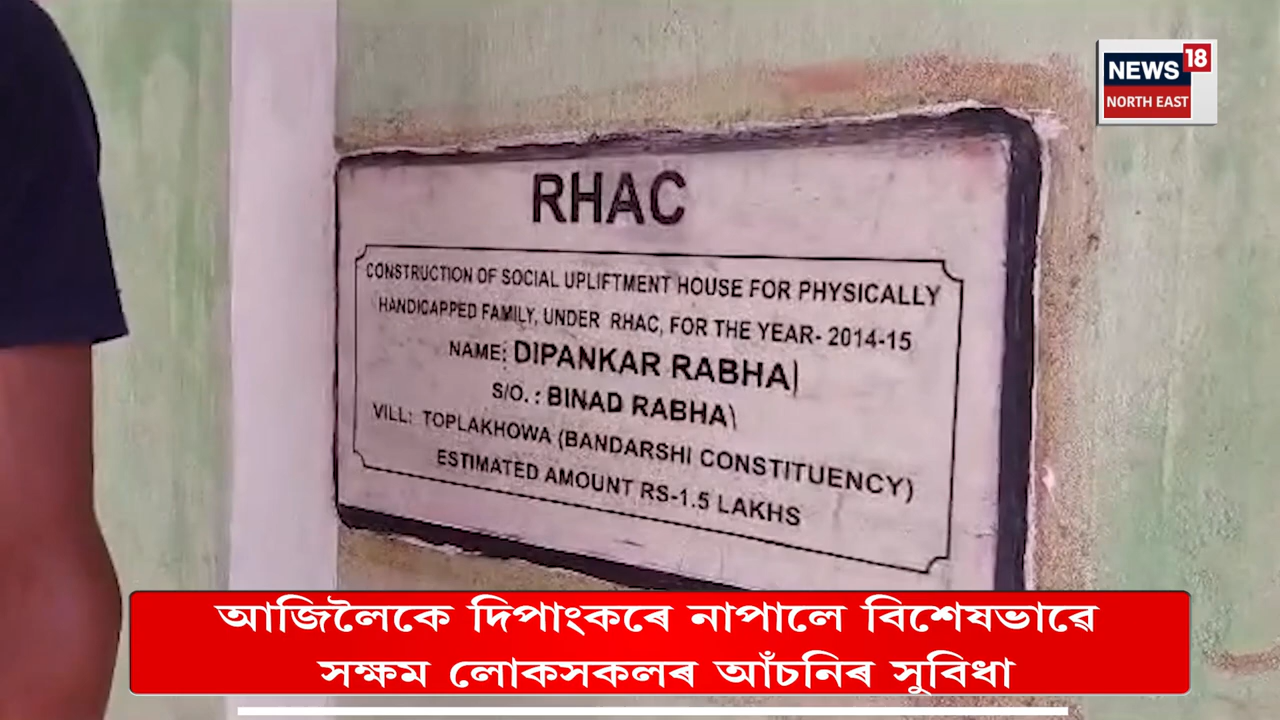 NEWS 18
NORTH EAST
RHAC
CONSTRUCTION OF SOCIAL UPLIFTMENT HOUSE FOR PHYSICALLY
HANDICAPPED FAMILY, UNDER RHAC, FOR THE YEAR- 2014-15
NAME: DIPANKAR RABHA
S/O. : BINAD RABHA
VILL: TOPLAKHOWA (BANDARSHI CONSTITUENCY)
ESTIMATED AMOUNT RS-1.5 LAKHS
আজিলৈকে দিপাংকৰে নাপালে বিশেষভাৱে
সক্ষম লোকসকলৰ আঁচনিৰ সুবিধা